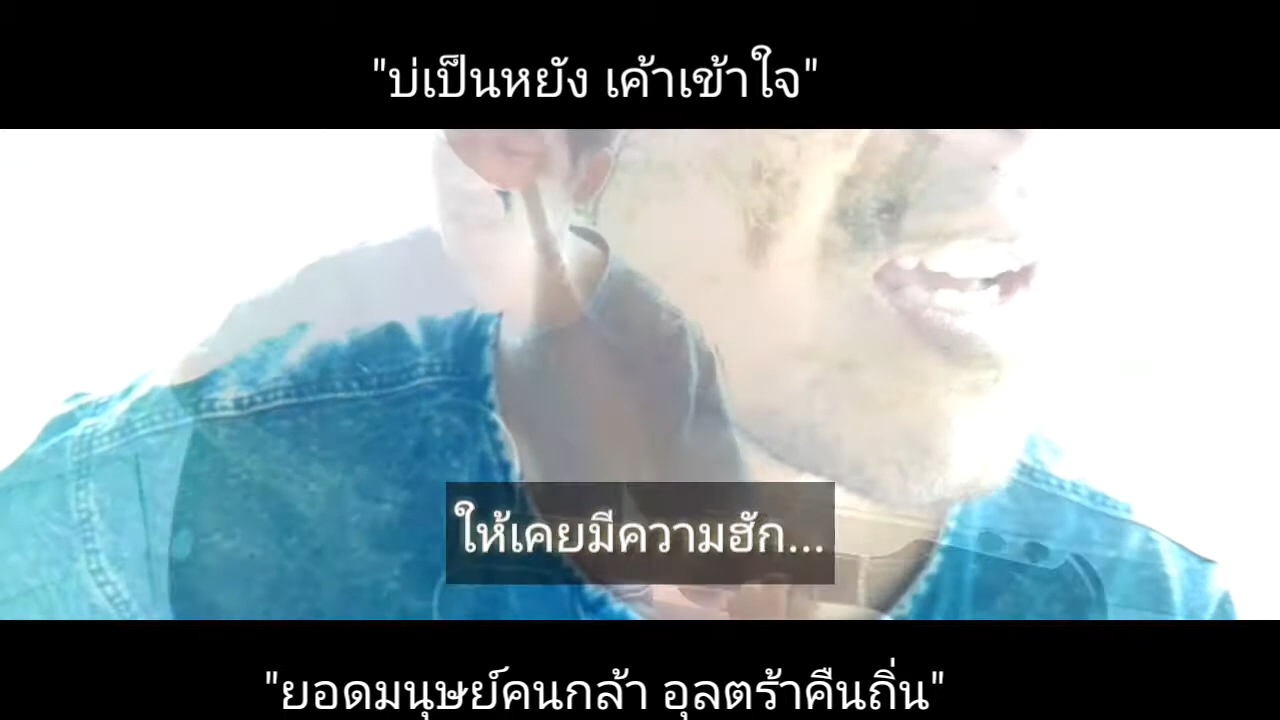 "บ่เป็นหยัง เค้าเข้าใจ"
ให้เคยมีความฮัก...
"ยอดมนุษย์คนกล้า อุลตร้าคืนถิ่น"